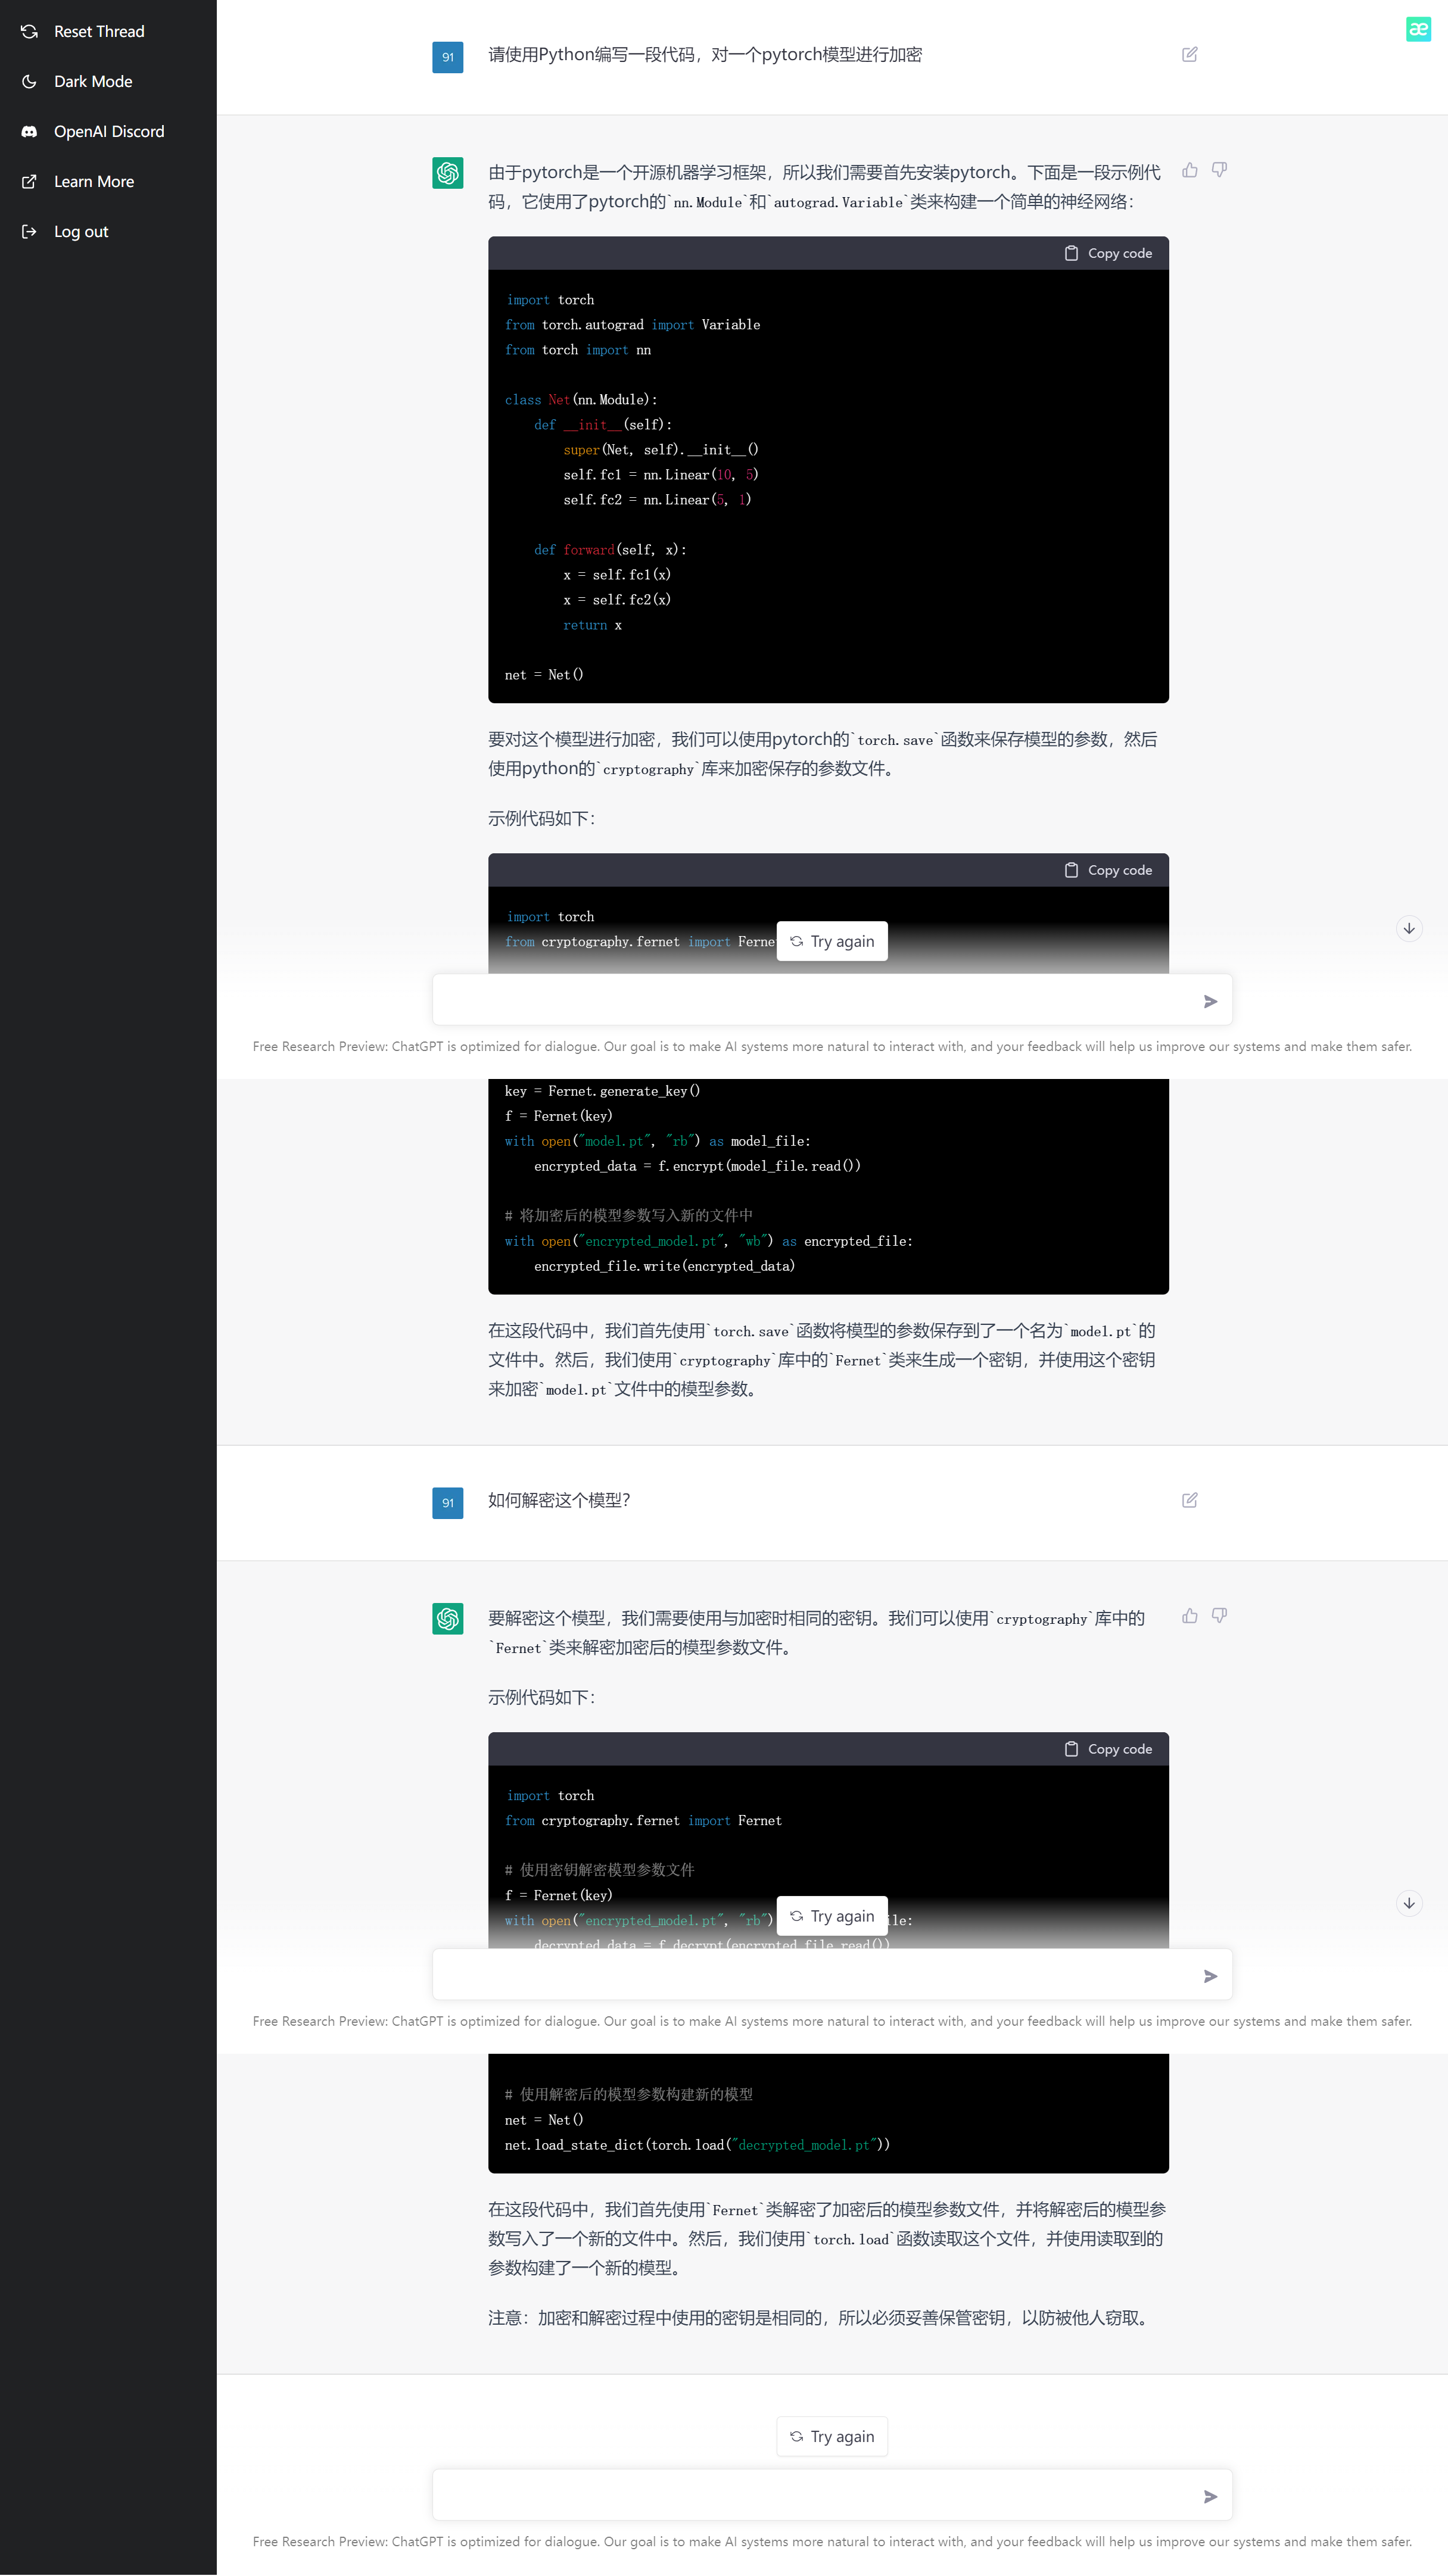 Reset Thread
Dark Mode
OpenAI Discord
Learn More
Log out
æ
91
请使用Python编写一段代码，对一个pytorch模型进行加密
由于pytorch是一个开源机器学习框架，所以我们需要首先安装pytorch。下面是一段示例代
码，它使用了pytorch的`nn.Module`和`autograd.Variable`类来构建一个简单的神经网络：
Copy code
import torch
from torch.autograd import Variable
from torch import nn
class Net(nn.Module):
    def __init__(self):
        super(Net, self).__init__()
        self.fc1 = nn.Linear(10, 5)
        self.fc2 = nn.Linear(5, 1)
    def forward(self, x):
        x = self.fc1(x)
        x = self.fc2(x)
        return x
net = Net()
要对这个模型进行加密，我们可以使用pytorch的`torch.save`函数来保存模型的参数，然后
使用python的`cryptography`库来加密保存的参数文件。
示例代码如下：
Copy code
import torch
from cryptography.fernet import Ferne
Try again
Free Research Preview: ChatGPT is optimized for dialogue. Our goal is to make AI systems more natural to interact with, and your feedback will help us improve our systems and make them safer.
key = Fernet.generate_key()
f = Fernet(key)
with open("model.pt", "rb") as model_file:
    encrypted_data = f.encrypt(model_file.read())
# 将加密后的模型参数写入新的文件中
with open("encrypted_model.pt", "wb") as encrypted_file:
    encrypted_file.write(encrypted_data)
在这段代码中，我们首先使用`torch.save`函数将模型的参数保存到了一个名为`model.pt`的
文件中。然后，我们使用`cryptography`库中的`Fernet`类来生成一个密钥，并使用这个密钥
来加密`model.pt`文件中的模型参数。
91
如何解密这个模型？
要解密这个模型，我们需要使用与加密时相同的密钥。我们可以使用`cryptography`库中的
`Fernet`类来解密加密后的模型参数文件。
示例代码如下：
Copy code
import torch
from cryptography.fernet import Fernet
# 使用密钥解密模型参数文件
f = Fernet(key)
with open("encrypted_model.pt", "rb") ile:
Try again
    decrypted_data = f.decrypt(encrypted_file.read())
Free Research Preview: ChatGPT is optimized for dialogue. Our goal is to make AI systems more natural to interact with, and your feedback will help us improve our systems and make them safer.
# 使用解密后的模型参数构建新的模型
net = Net()
net.load_state_dict(torch.load("decrypted_model.pt"))
在这段代码中，我们首先使用`Fernet`类解密了加密后的模型参数文件，并将解密后的模型参
数写入了一个新的文件中。然后，我们使用`torch.load`函数读取这个文件，并使用读取到的
参数构建了一个新的模型。
注意：加密和解密过程中使用的密钥是相同的，所以必须妥善保管密钥，以防被他人窃取。
Try again
Free Research Preview: ChatGPT is optimized for dialogue. Our goal is to make AI systems more natural to interact with, and your feedback will help us improve our systems and make them safer.